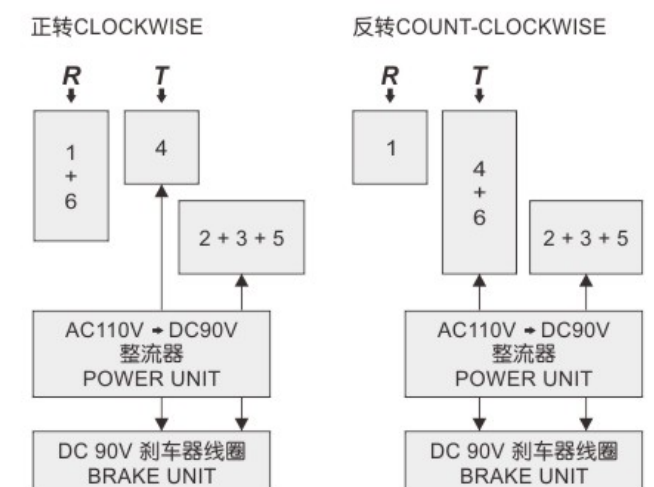 正转CLOCKWISE
R T
1
+
6
4
2 + 3 + 5
AC110V ➡ DC90V
整流器
POWER UNIT
DC 90V 刹车器线圈
BRAKE UNIT
反转COUNT-CLOCKWISE
R T
1
4
+
6
2 + 3 + 5
AC110V ➡ DC90V
整流器
POWER UNIT
DC 90V 刹车器线圈
BRAKE UNIT